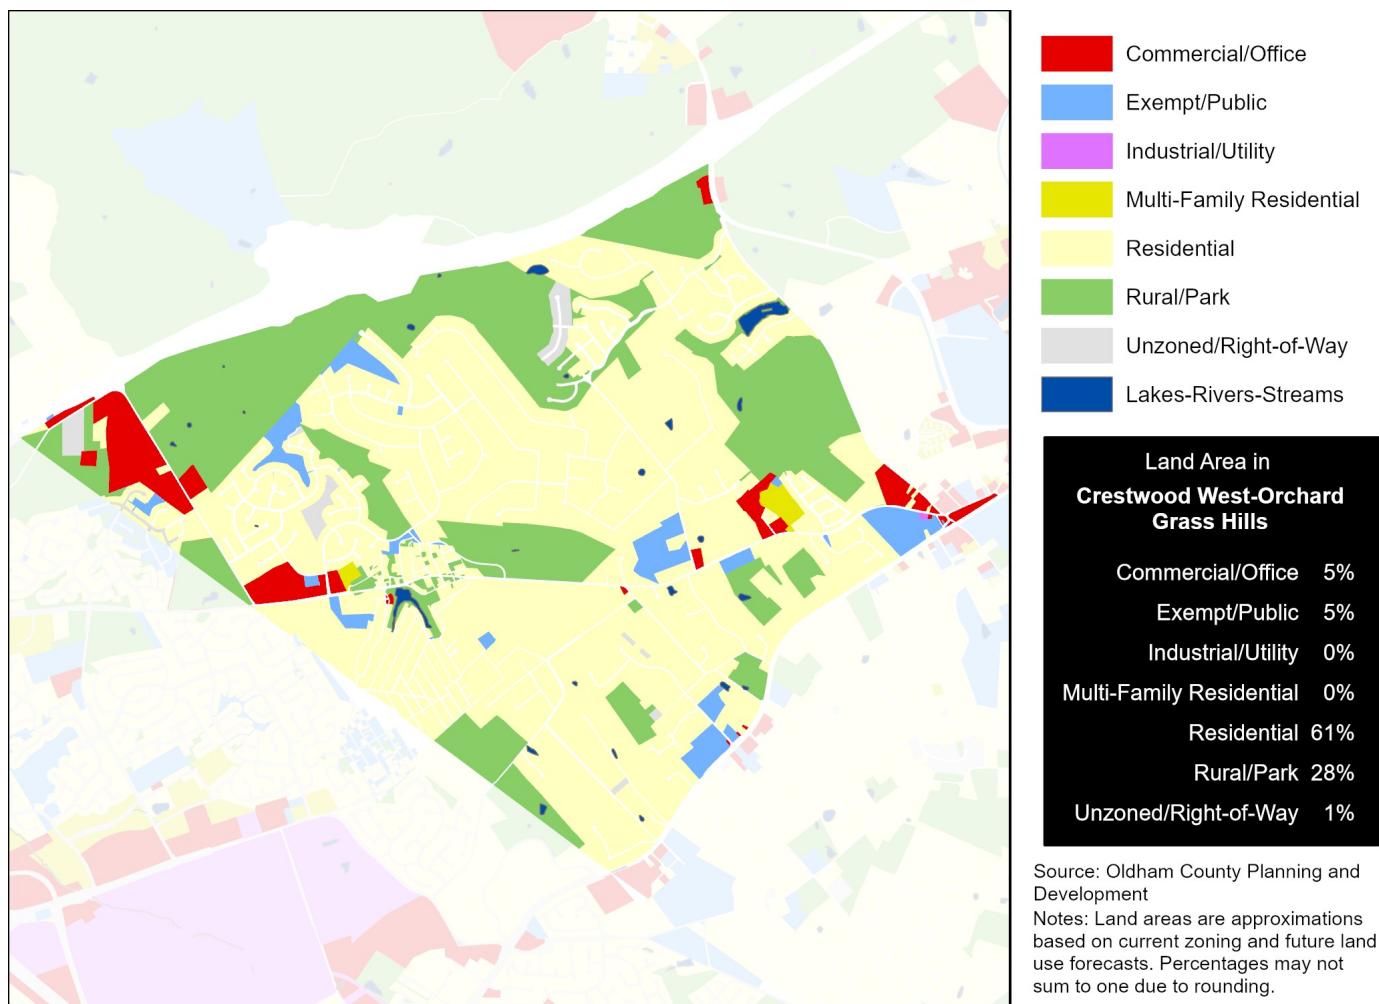 Commercial/Office
Exempt/Public
Industrial/Utility
Multi-Family Residential
Residential
Rural/Park
Unzoned/Right-of-Way
Lakes-Rivers-Streams
Land Area in
Crestwood West-Orchard
Grass Hills
Commercial/Office 5%
Exempt/Public 5%
Industrial/Utility 0%
Multi-Family Residential 0%
Residential 61%
Rural/Park 28%
Unzoned/Right-of-Way 1%
Source: Oldham County Planning and
Development
Notes: Land areas are approximations
based on current zoning and future land
use forecasts. Percentages may not
sum to one due to rounding.